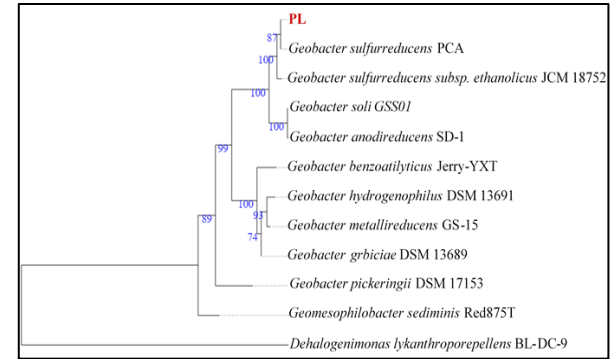 PL
87
Geobacter sulfurreducens PCA
100
Geobacter sulfurreducens subsp. ethanolicus JCM 18752
100
Geobacter soli GSS01
100
Geobacter anodireducens SD-1
99
Geobacter benzoatilyticus Jerry-YXT
100
Geobacter hydrogenophilus DSM 13691
93
Geobacter metallireducens GS-15
89
74
Geobacter grbiciae DSM 13689
Geobacter pickeringii DSM 17153
Geomesophilobacter sediminis Red875T
Dehalogenimonas lykanthroporepellens BL-DC-9